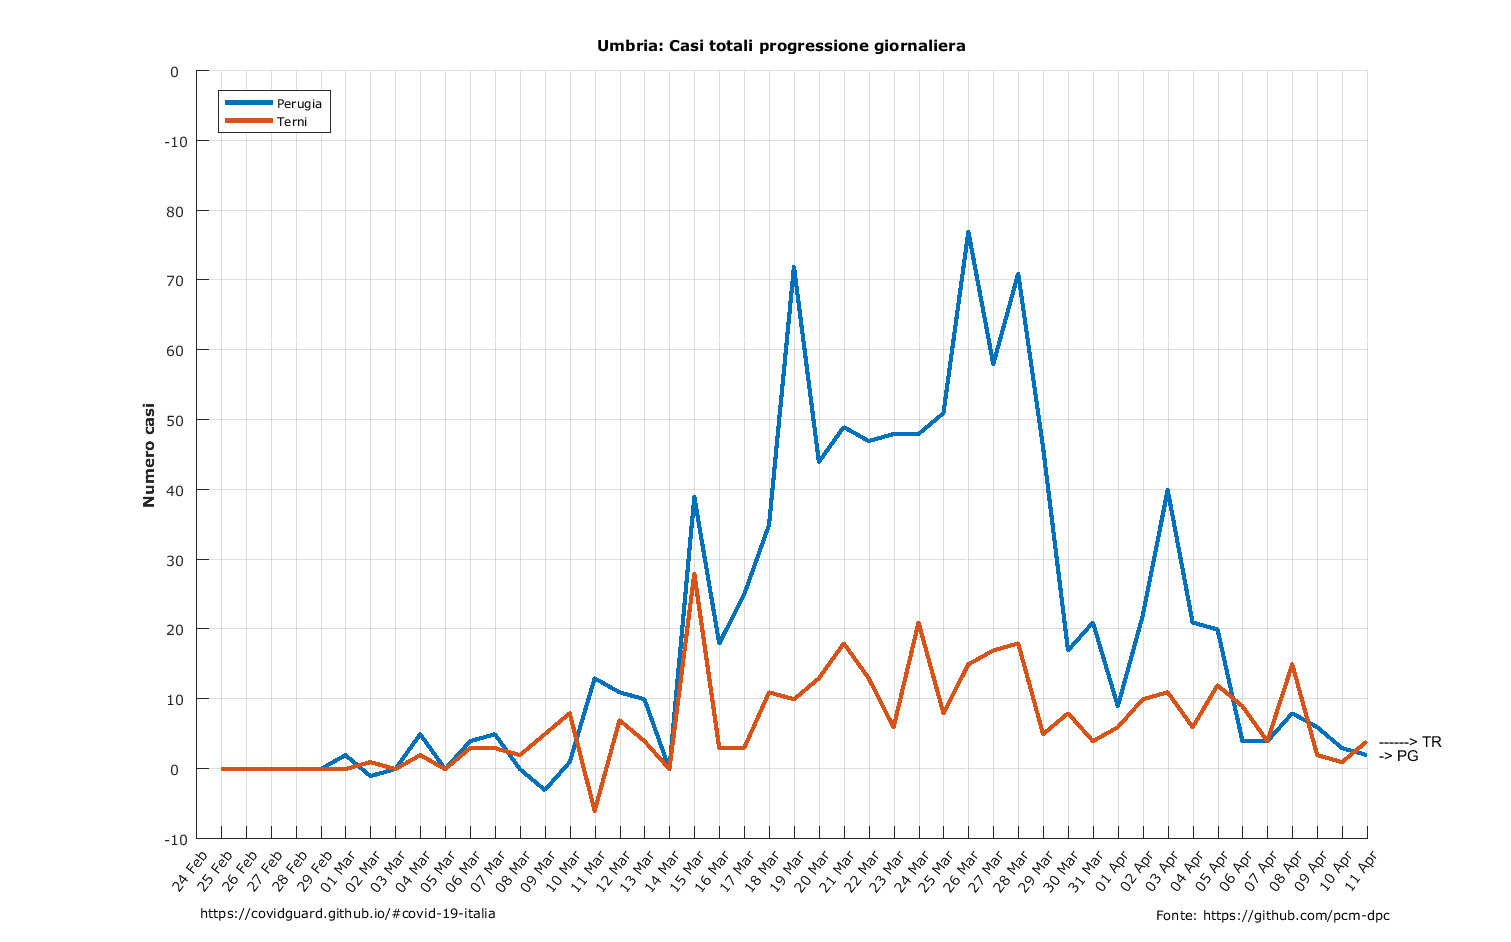 Umbria: Casi totali progressione giornaliera
0
-10
80
70
60
50
40
30
20
10
0
-10
Numero casi
Perugia
Terni
------> TR
-> PG
24 Feb
25 Feb
26 Feb
27 Feb
28 Feb
29 Feb
01 Mar
02 Mar
03 Mar
04 Mar
05 Mar
06 Mar
07 Mar
08 Mar
09 Mar
10 Mar
11 Mar
12 Mar
13 Mar
14 Mar
15 Mar
16 Mar
17 Mar
18 Mar
19 Mar
20 Mar
21 Mar
22 Mar
23 Mar
24 Mar
25 Mar
26 Mar
27 Mar
28 Mar
29 Mar
30 Mar
31 Mar
01 Apr
02 Apr
03 Apr
04 Apr
05 Apr
06 Apr
07 Apr
08 Apr
09 Apr
10 Apr
11 Apr
https://covidguard.github.io/#covid-19-italia
Fonte: https://github.com/pcm-dpc